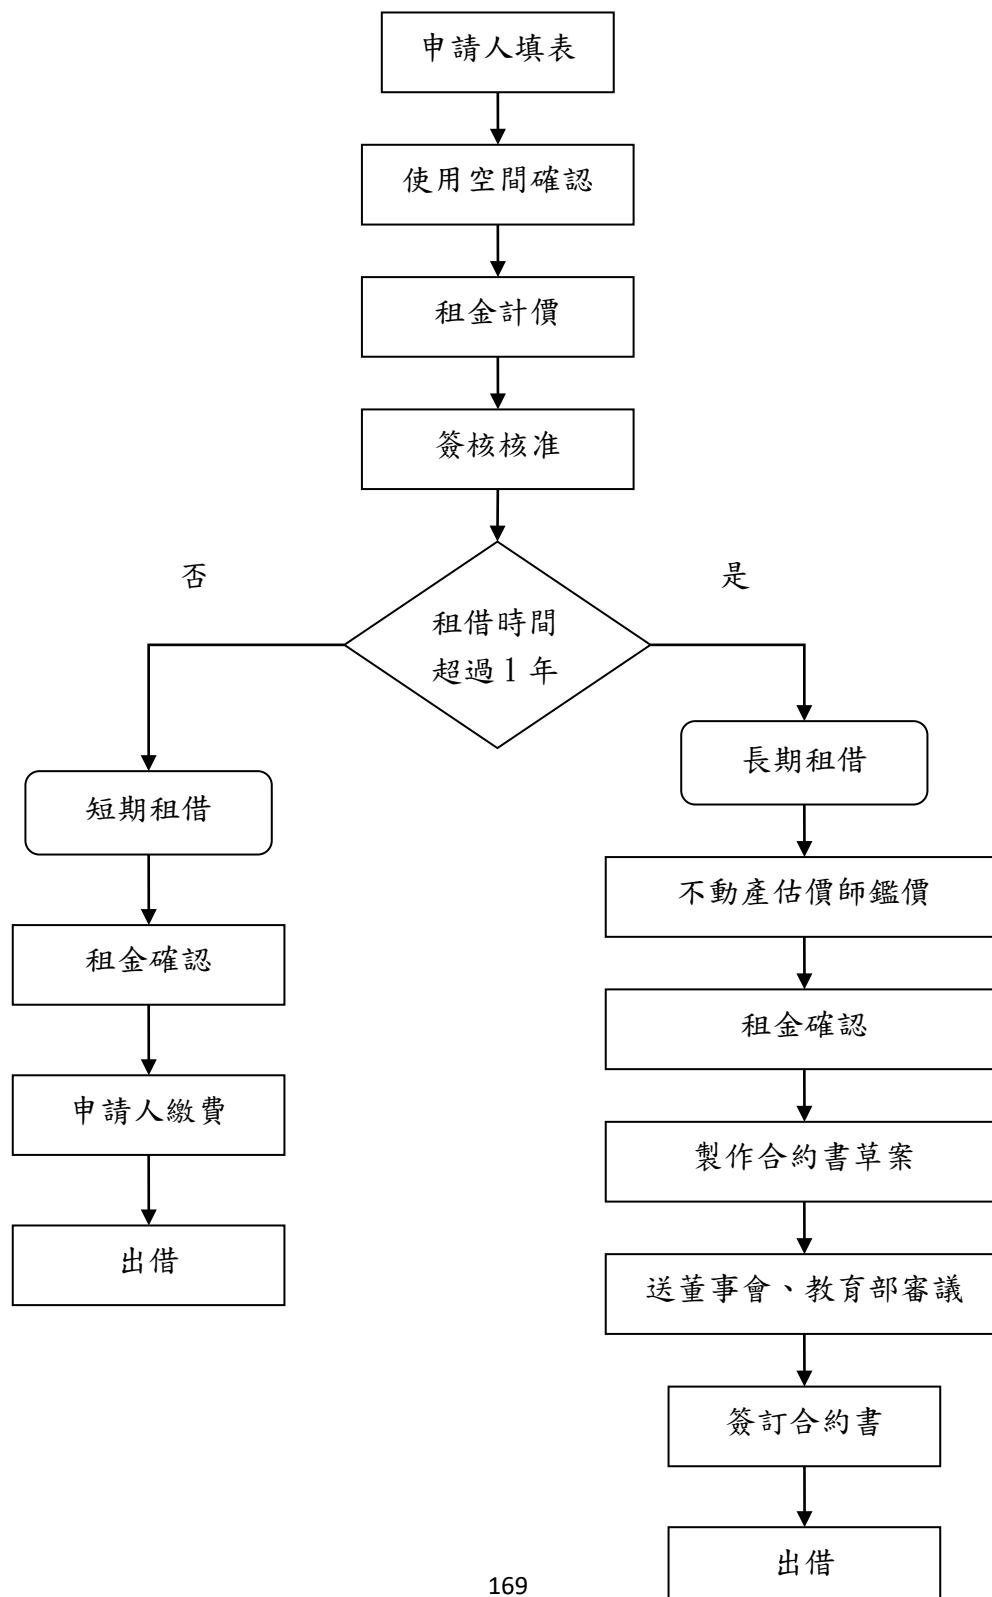 申請人填表
使用空間確認
租金計價
簽核核准
否
是
租借時間
超過1年
短期租借
租金確認
申請人繳費
出借
長期租借
不動產估價師鑑價
租金確認
製作合約書草案
送董事會、教育部審議
簽訂合約書
出借
169